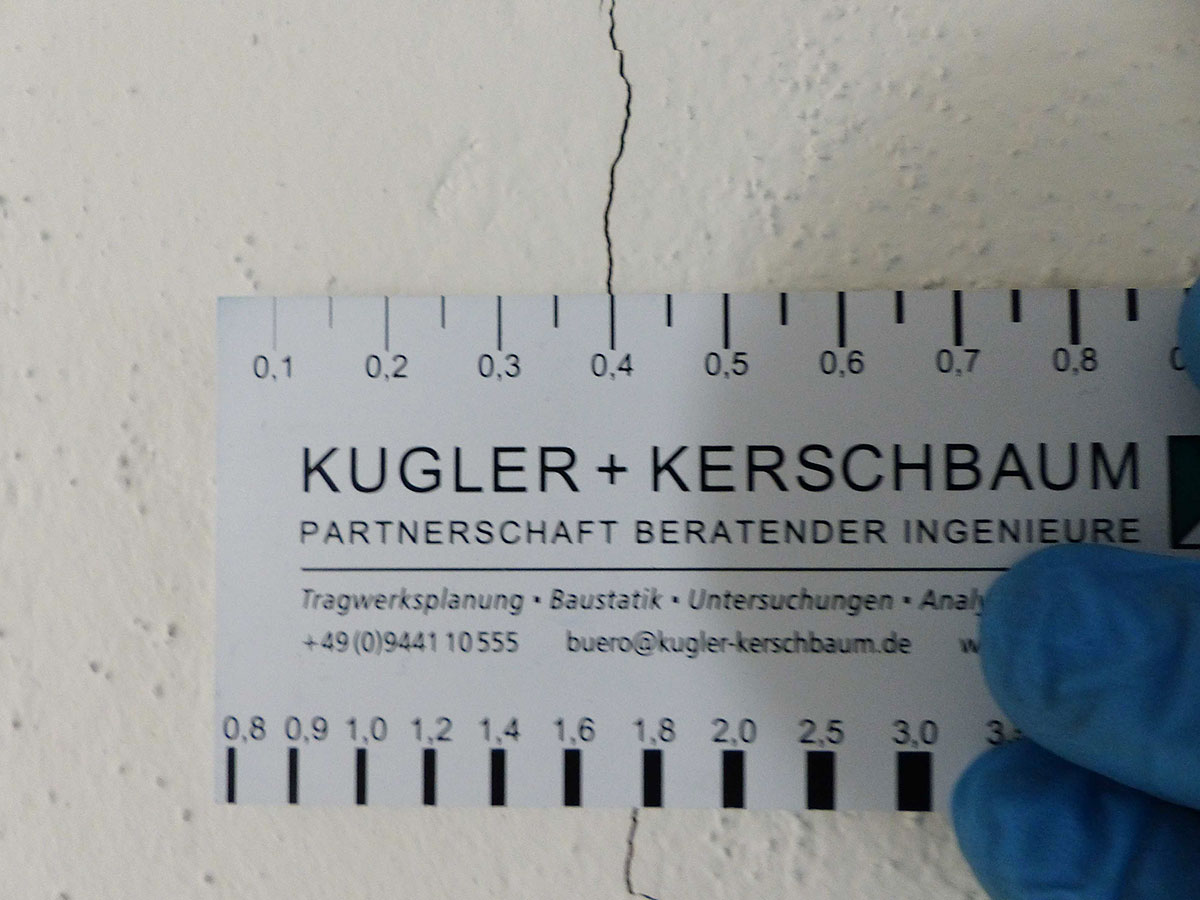 0,1 0,2 0,3 0,4 0,5 0,6 0,7 0,8
KUGLER + KERSCHBAUM
PARTNERSCHAFT BERATENDER INGENIEURE
Tragwerksplanung • Baustatik • Untersuchungen •
+49 (0)9441 10 555 buero@kugler-kerschbaum.de
0,8 0,9 1,0 1,2 1,4 1,6 1,8 2,0 2,5 3,0